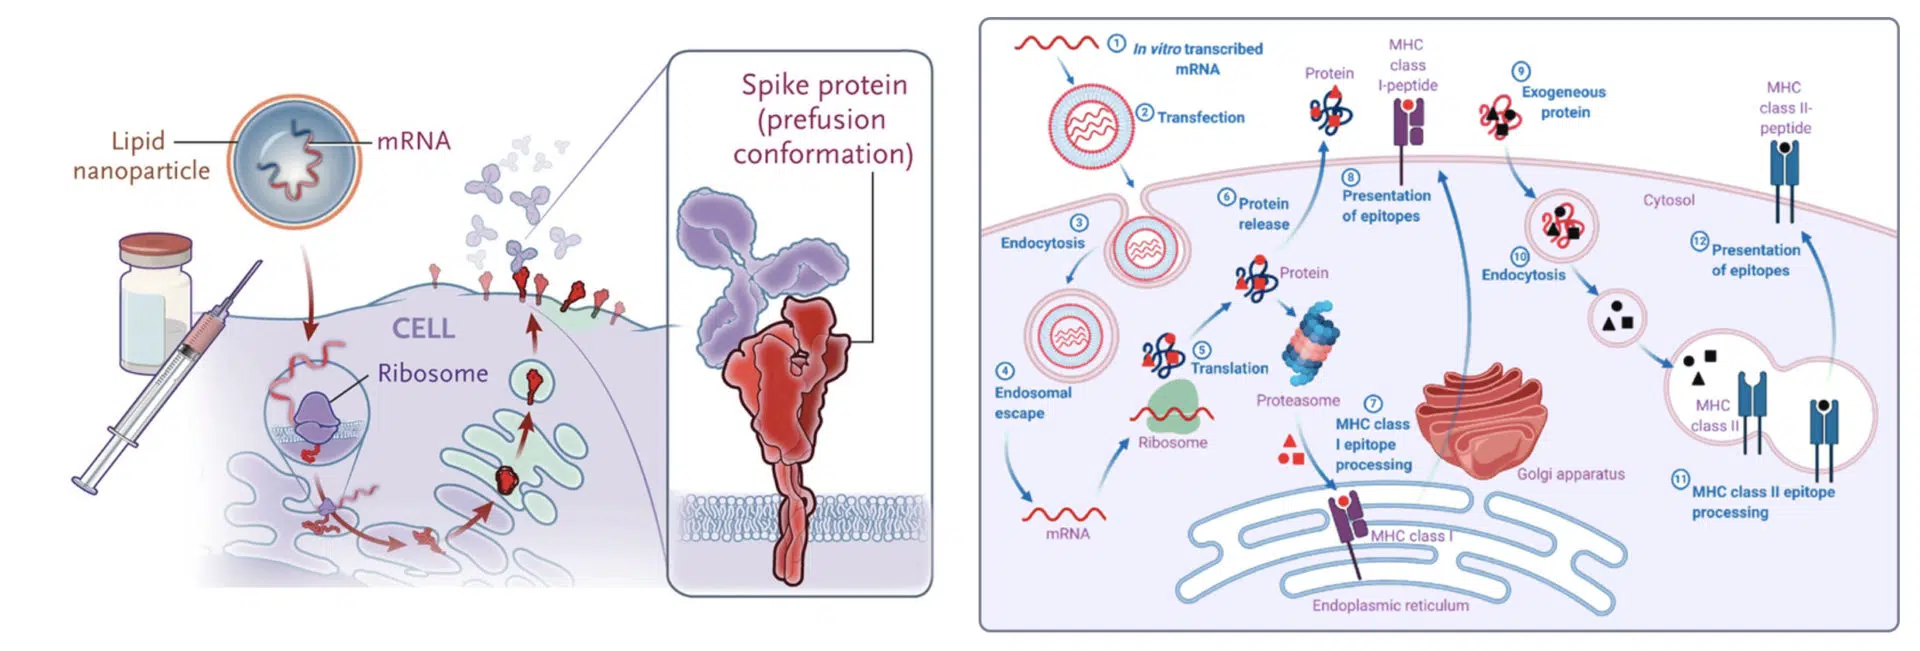 Lipid
nanoparticle
mRNA
CELL
Ribosome
Spike protein
(prefusion
conformation)
1 In vitro transcribed
mRNA
2 Transfection
3
Endocytosis
4
Endosomal
escape
mRNA
Ribosome
5
Translation
Protein
6 Protein
release
Protein
Proteasome
7
MHC class
I epitope
processing
MHC class I
Endoplasmic reticulum
Golgi apparatus
MHC
class
I-peptide
8
Presentation
of epitopes
9
Exogeneous
protein
10
Endocytosis
Cytosol
MHC
class II
11 MHC class II epitope
processing
12 Presentation
of epitopes
MHC
class II-
peptide